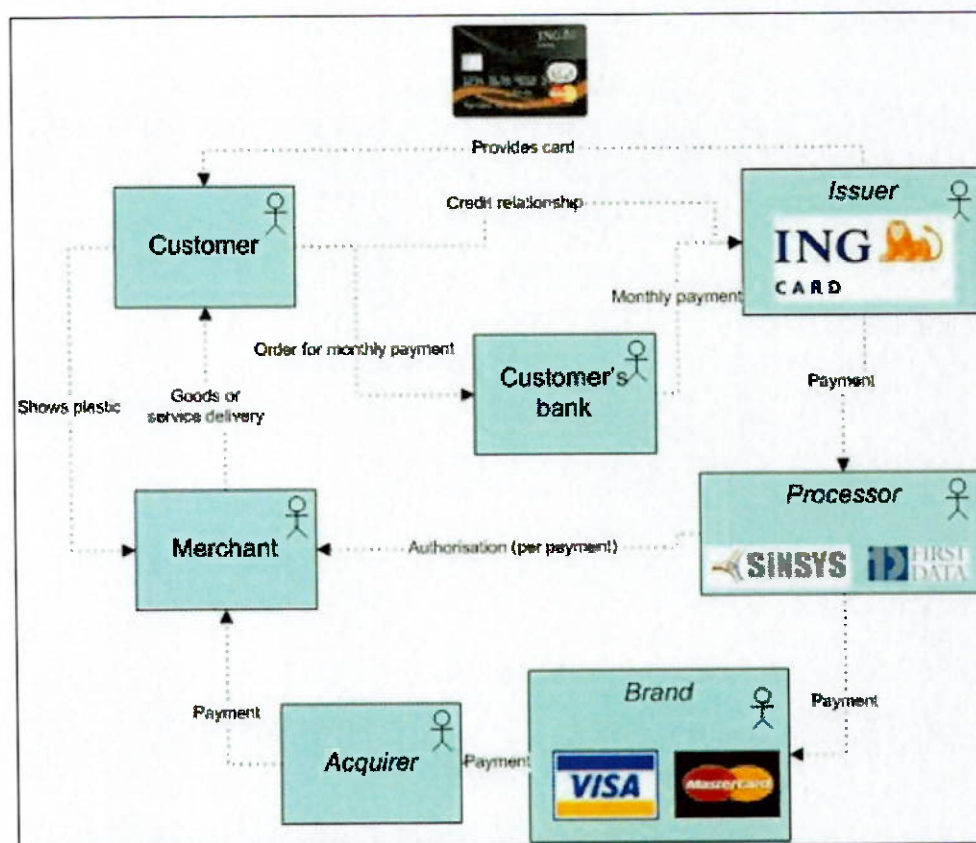 ING
Provides card
Customer
Credit relationship
Issuer
ING
CARD
Monthly payment
Order for monthly payment
Customer's
bank
Payment
Shows plastic
Goods or
service delivery
Merchant
Authorisation (per payment)
Processor
SiNSYS
FIRST
DATA
Payment
Acquirer
Payment
Brand
VISA
MasterCard
Payment